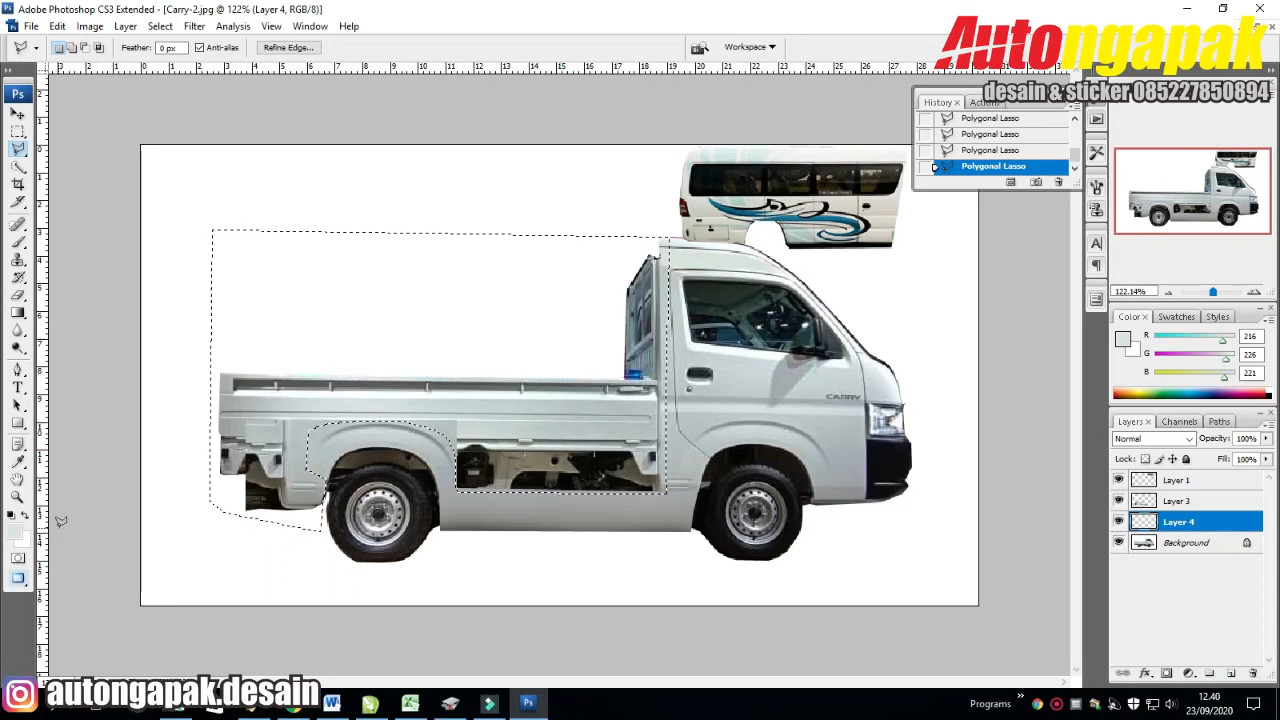 Adobe Photoshop CS3 Extended - [Carry-2.jpg @ 122% (Layer 4, RGB/8)]
File Edit Image Layer Select Filter Analysis View Window Help
Feather: 0 px Anti-alias Refine Edge... Workspace
Autongapak
desain & sticker 085227850894
History Actions
Polygonal Lasso
Polygonal Lasso
Polygonal Lasso
Polygonal Lasso
Ps
CARRY
122.14%
Color Swatches Styles
R 216
G 226
B 221
Layers Channels Paths
Normal Opacity: 100%
Lock: Fill: 100%
Layer 1
Layer 3
Layer 4
Background
autongapak.desain
Programs
12.40
23/09/2020